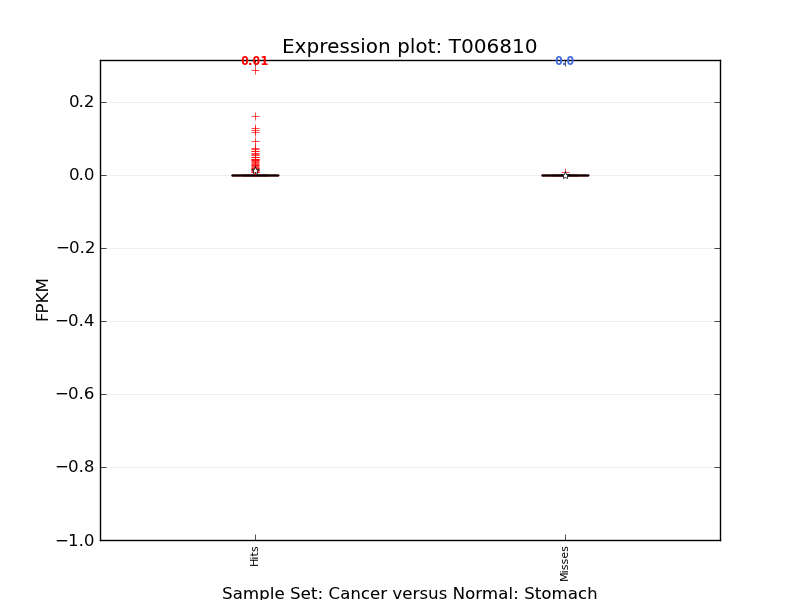 Expression plot: T006810
0.01
0.0
0.2
0.0
−0.2
−0.4
−0.6
−0.8
−1.0
FPKM
Hits
Misses
Sample Set: Cancer versus Normal: Stomach